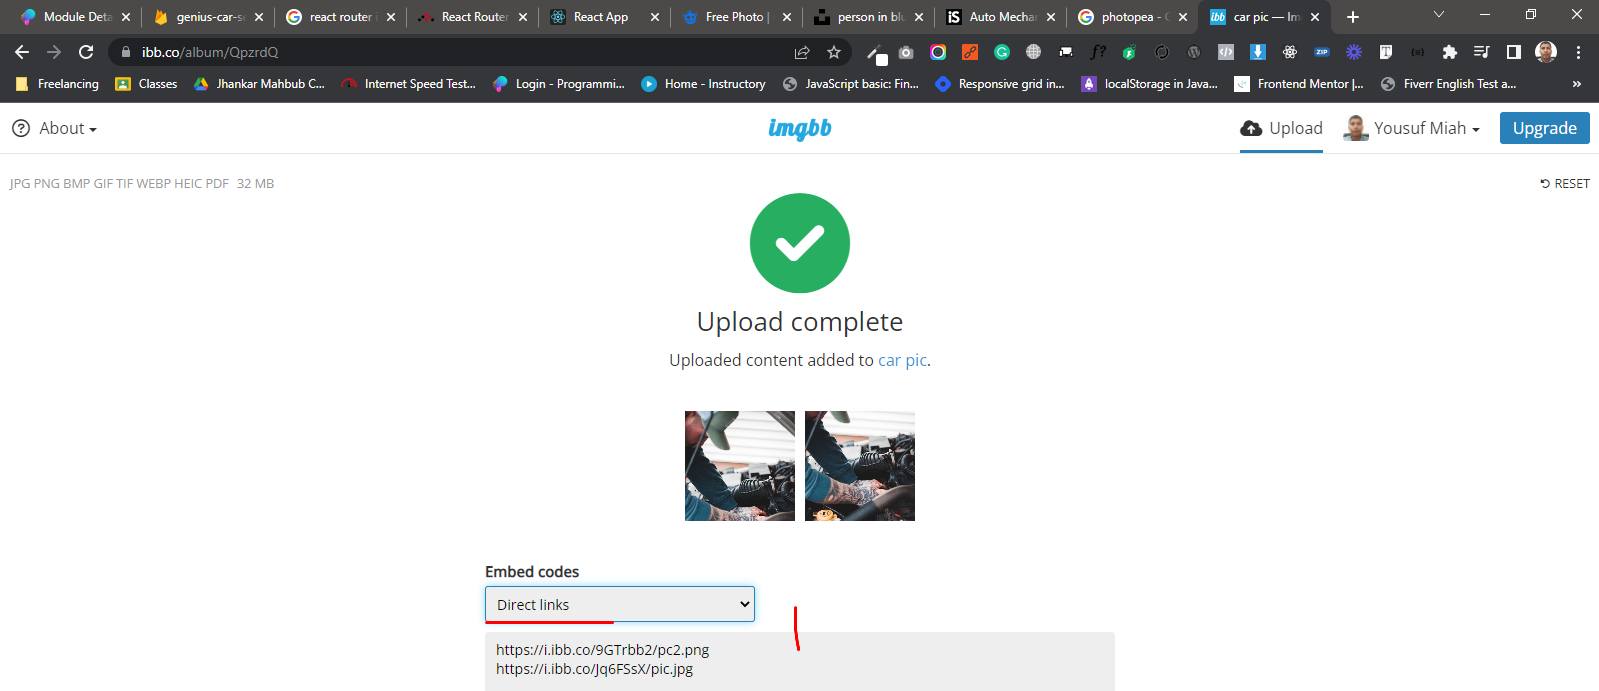 Module Deta
genius-car-se
react router i
React Router
React App
Free Photo |
person in blu
Auto Mechan
photopea - G
car pic — Im
ibb.co/album/QpzrdQ
Freelancing
Classes
Jhankar Mahbub C...
Internet Speed Test...
Login - Programmi...
Home - Instructory
JavaScript basic: Fin...
Responsive grid in...
localStorage in Java...
Frontend Mentor |...
Fiverr English Test a...
»
About
imgbb
Upload
Yousuf Miah
Upgrade
JPG PNG BMP GIF TIF WEBP HEIC PDF 32 MB
RESET
Upload complete
Uploaded content added to car pic.
Embed codes
Direct links
https://i.ibb.co/9GTrbb2/pc2.png
https://i.ibb.co/Jq6FSsX/pic.jpg